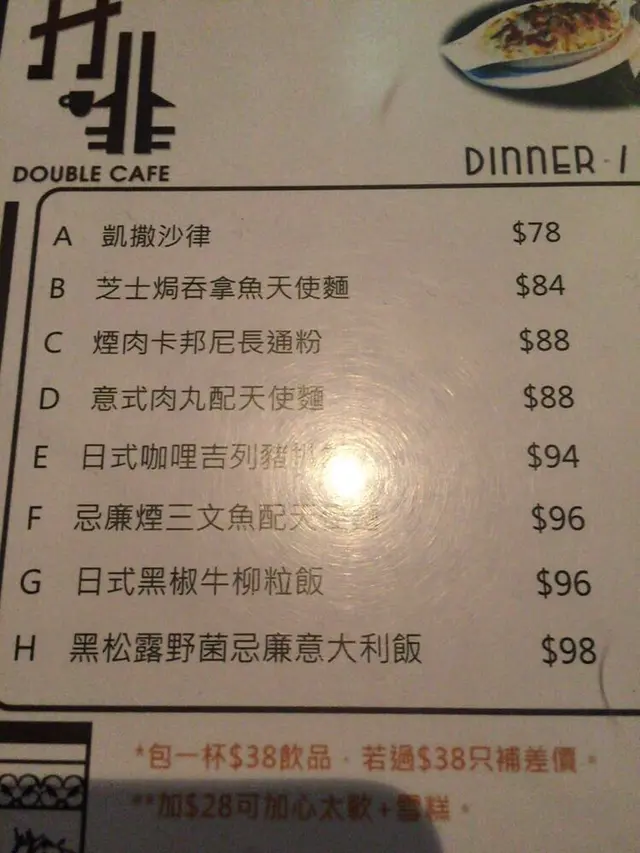 DOUBLE CAFE
DINNER - 1
A 凱撒沙律 $78
B 芝士焗吞拿魚天使麵 $84
C 煙肉卡邦尼長通粉 $88
D 意式肉丸配天使麵 $88
E 日式咖哩吉列豬 $94
F 忌廉煙三文魚配天使麵 $96
G 日式黑椒牛柳粒飯 $96
H 黑松露野菌忌廉意大利飯 $98
*包一杯$38飲品．若過$38只補差價。
**加$28可加心太軟+雪糕。